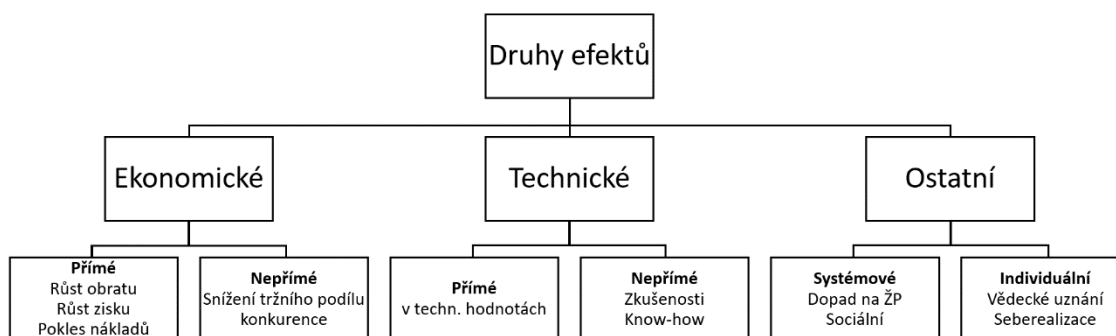 Druhy efektů
Ekonomické
Technické
Ostatní
Přímé
Růst obratu
Růst zisku
Pokles nákladů
Nepřímé
Snížení tržního podílu
konkurence
Přímé
v techn. hodnotách
Nepřímé
Zkušenosti
Know-how
Systémové
Dopad na ŽP
Sociální
Individuální
Vědecké uznání
Seberealizace